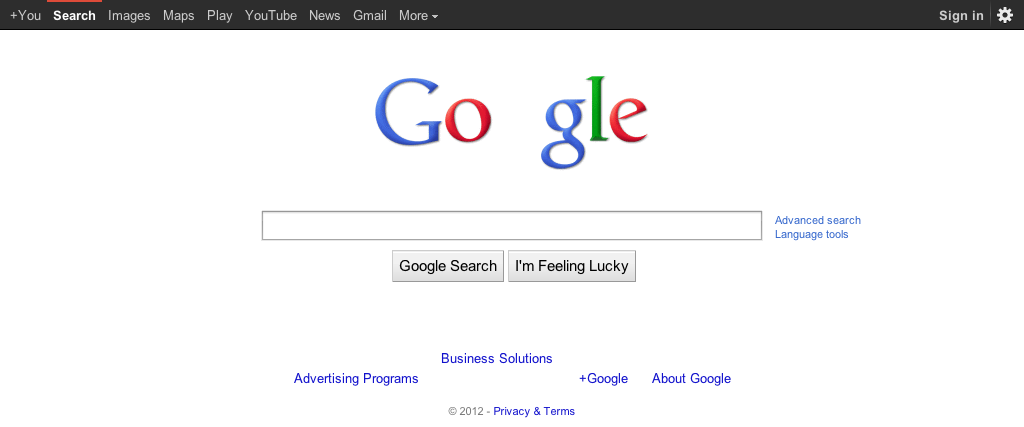 +You Search Images Maps Play YouTube News Gmail More Sign in
Go gle
Advanced search
Language tools
Google Search I'm Feeling Lucky
Business Solutions
Advertising Programs +Google About Google
© 2012 - Privacy & Terms